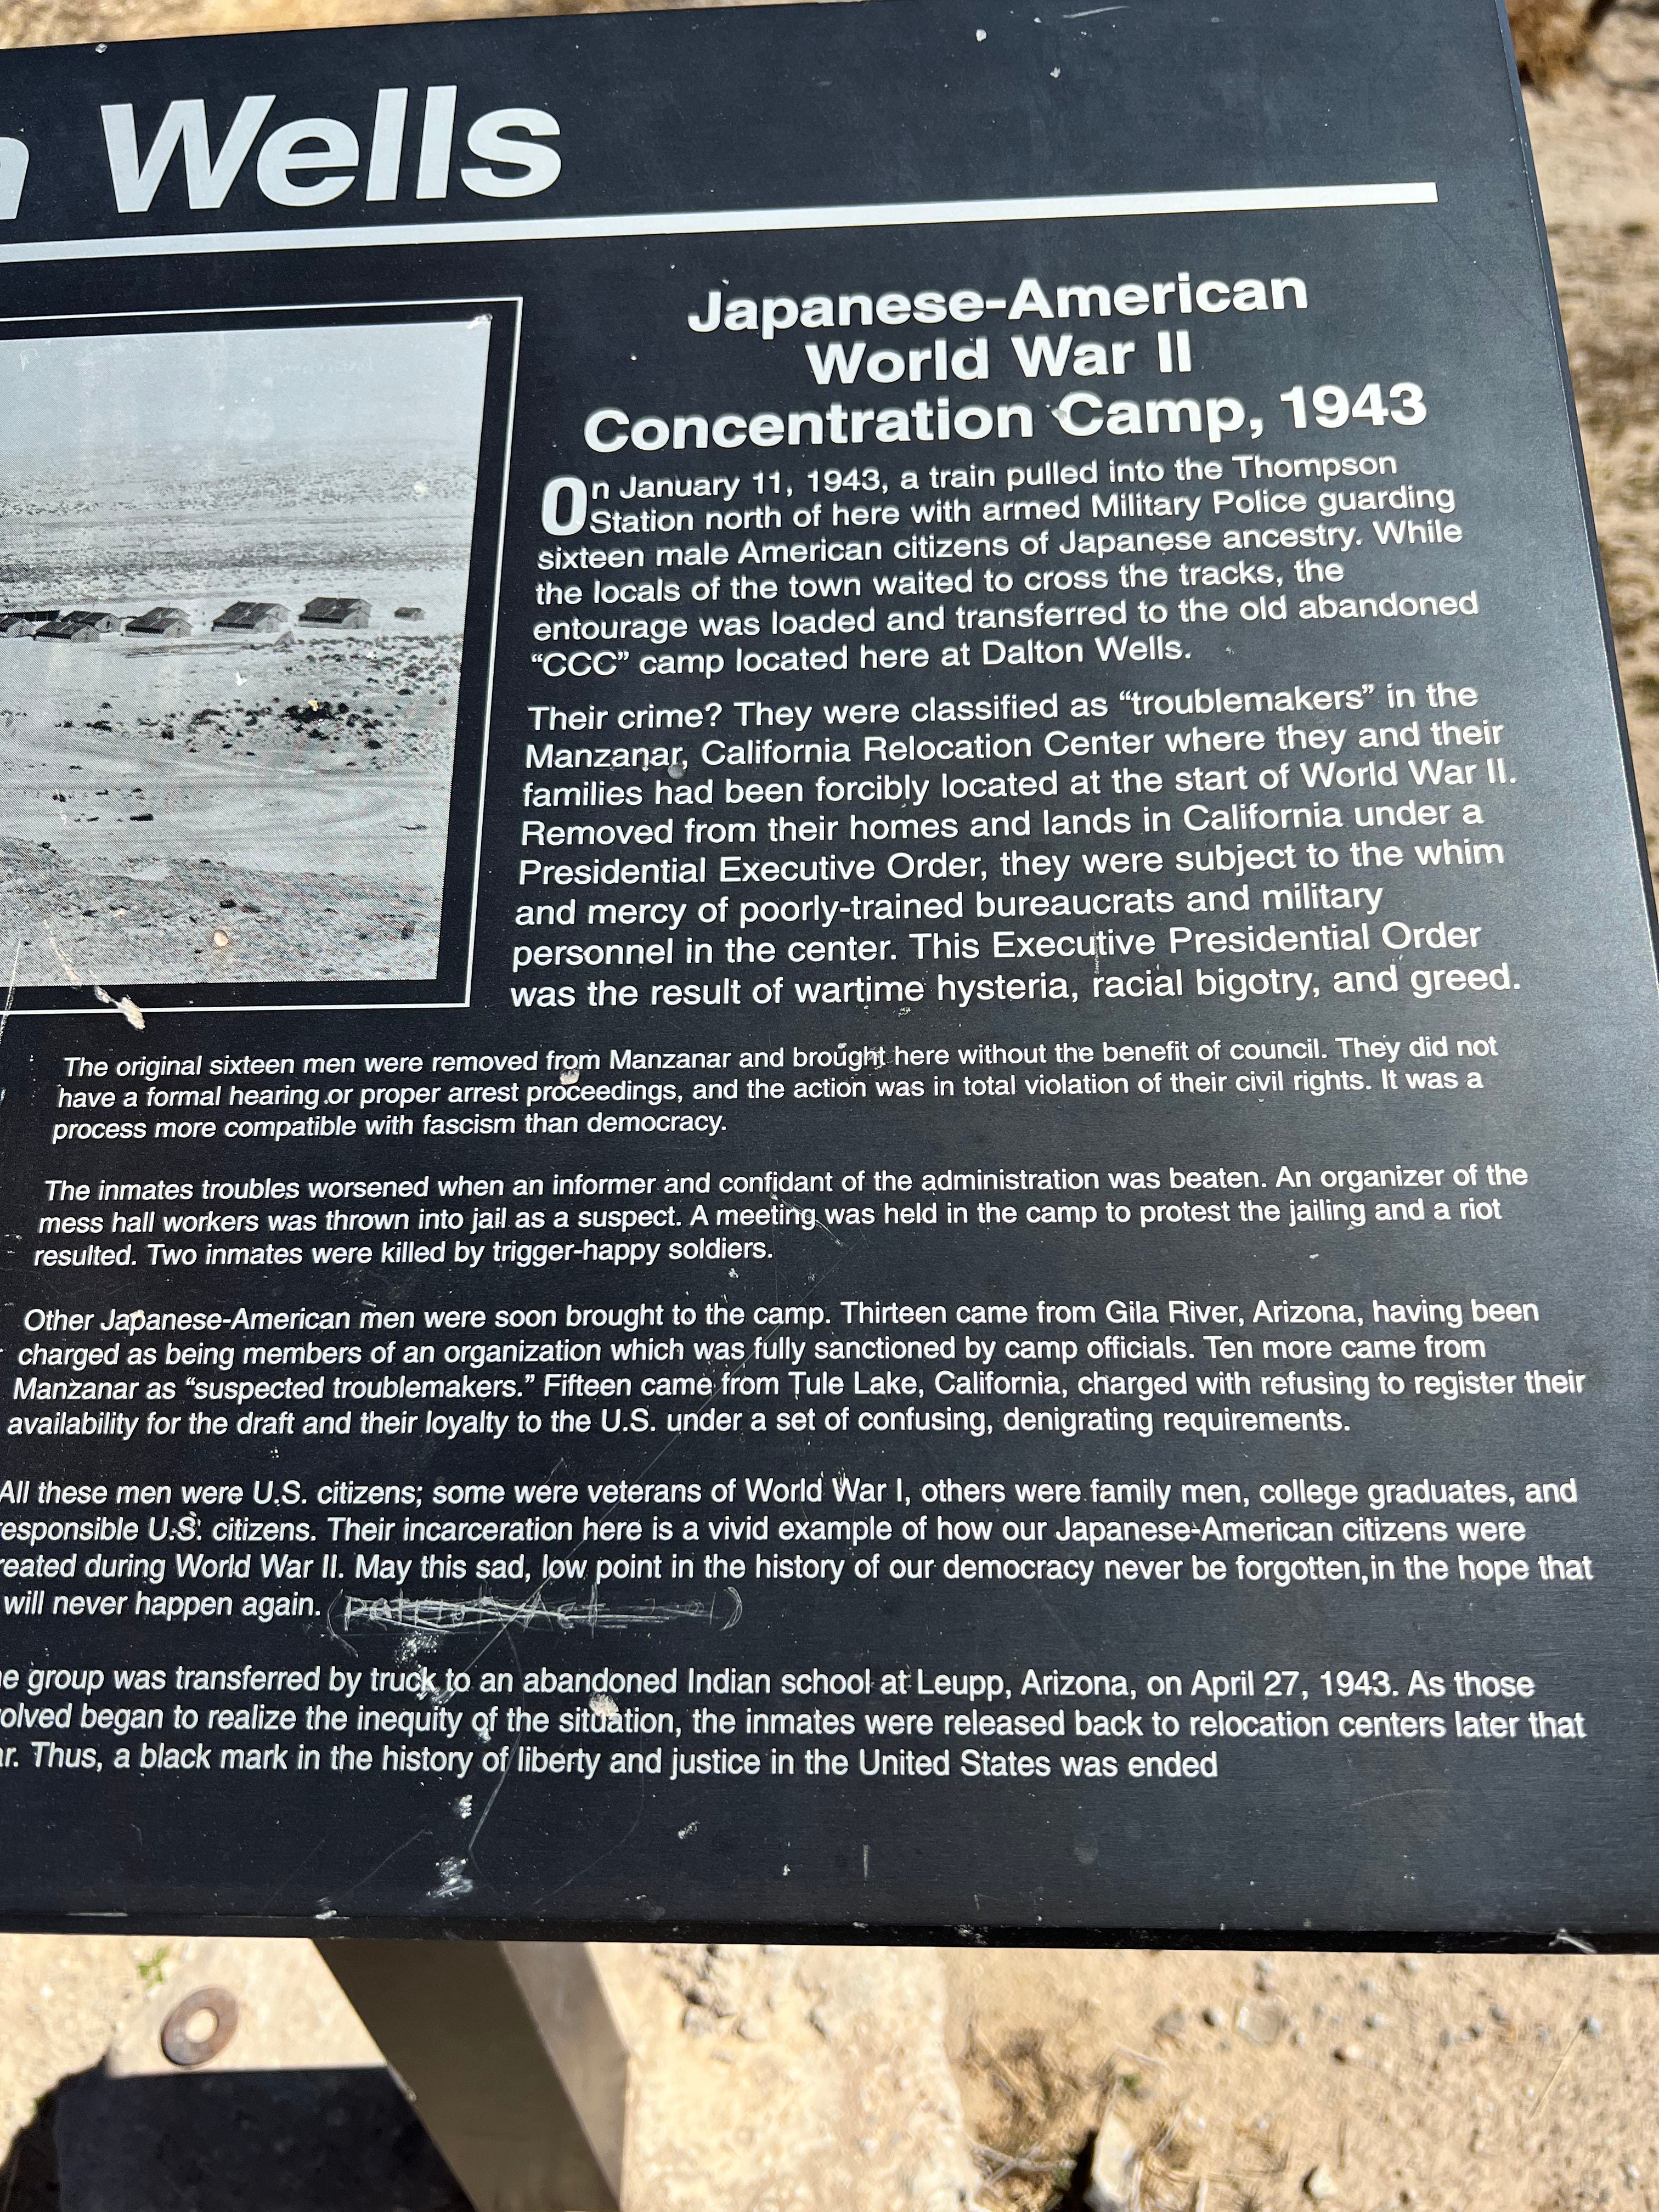 Wells
Japanese-American
World War II
Concentration Camp, 1943
On January 11, 1943, a train pulled into the Thompson
Station north of here with armed Military Police guarding
sixteen male American citizens of Japanese ancestry. While
the locals of the town waited to cross the tracks, the
entourage was loaded and transferred to the old abandoned
“CCC” camp located here at Dalton Wells.
Their crime? They were classified as “troublemakers” in the
Manzanar, California Relocation Center where they and their
families had been forcibly located at the start of World War II.
Removed from their homes and lands in California under a
Presidential Executive Order, they were subject to the whim
and mercy of poorly-trained bureaucrats and military
personnel in the center. This Executive Presidential Order
was the result of wartime hysteria, racial bigotry, and greed.
The original sixteen men were removed from Manzanar and brought here without the benefit of council. They did not
have a formal hearing or proper arrest proceedings, and the action was in total violation of their civil rights. It was a
process more compatible with fascism than democracy.
The inmates troubles worsened when an informer and confidant of the administration was beaten. An organizer of the
mess hall workers was thrown into jail as a suspect. A meeting was held in the camp to protest the jailing and a riot
resulted. Two inmates were killed by trigger-happy soldiers.
Other Japanese-American men were soon brought to the camp. Thirteen came from Gila River, Arizona, having been
charged as being members of an organization which was fully sanctioned by camp officials. Ten more came from
Manzanar as “suspected troublemakers.” Fifteen came from Tule Lake, California, charged with refusing to register their
availability for the draft and their loyalty to the U.S. under a set of confusing, denigrating requirements.
All these men were U.S. citizens; some were veterans of World War I, others were family men, college graduates, and
esponsible U.S. citizens. Their incarceration here is a vivid example of how our Japanese-American citizens were
eated during World War II. May this sad, low point in the history of our democracy never be forgotten, in the hope that
will never happen again.
e group was transferred by truck to an abandoned Indian school at Leupp, Arizona, on April 27, 1943. As those
olved began to realize the inequity of the situation, the inmates were released back to relocation centers later that
r. Thus, a black mark in the history of liberty and justice in the United States was ended